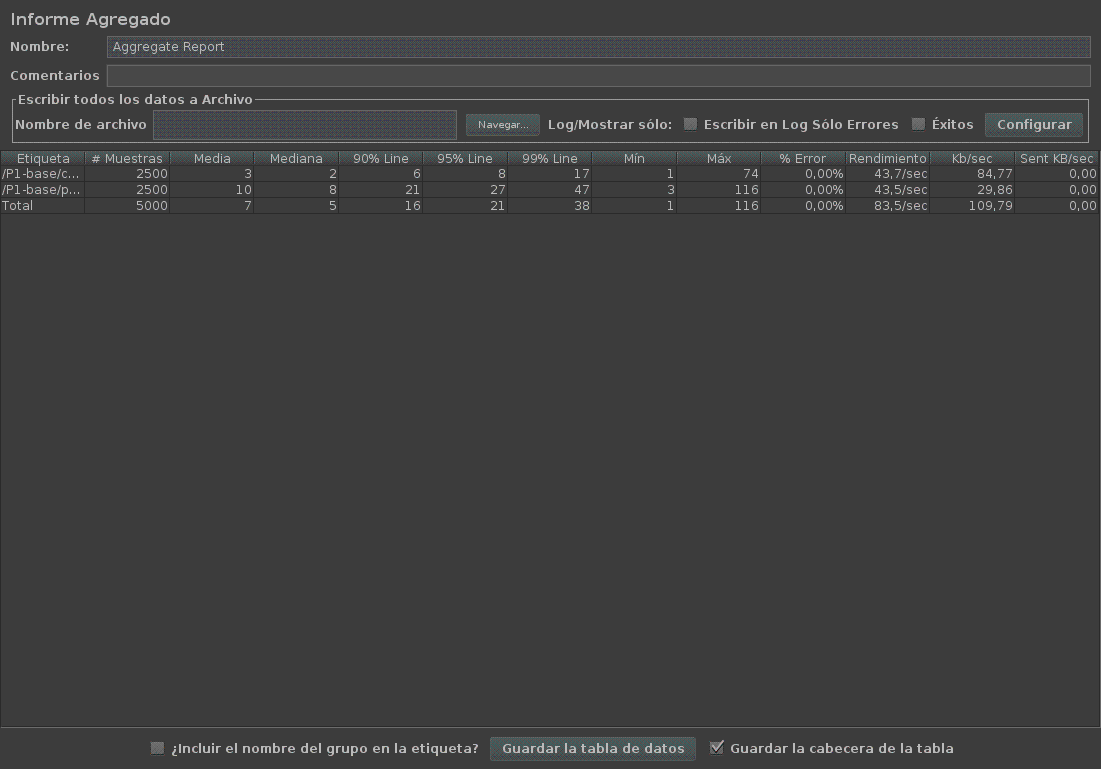 Informe Agregado
Nombre: Aggregate Report
Comentarios
Escribir todos los datos a Archivo
Nombre de archivo Navegar... Log/Mostrar sólo: Escribir en Log Sólo Errores Éxitos Configurar
Etiqueta # Muestras Media Mediana 90% Line 95% Line 99% Line Mín Máx % Error Rendimiento Kb/sec Sent KB/sec
/P1-base/c... 2500 3 2 6 8 17 1 74 0,00% 43,7/sec 84,77 0,00
/P1-base/p... 2500 10 8 21 27 47 3 116 0,00% 43,5/sec 29,86 0,00
Total 5000 7 5 16 21 38 1 116 0,00% 83,5/sec 109,79 0,00
¿Incluir el nombre del grupo en la etiqueta? Guardar la tabla de datos Guardar la cabecera de la tabla